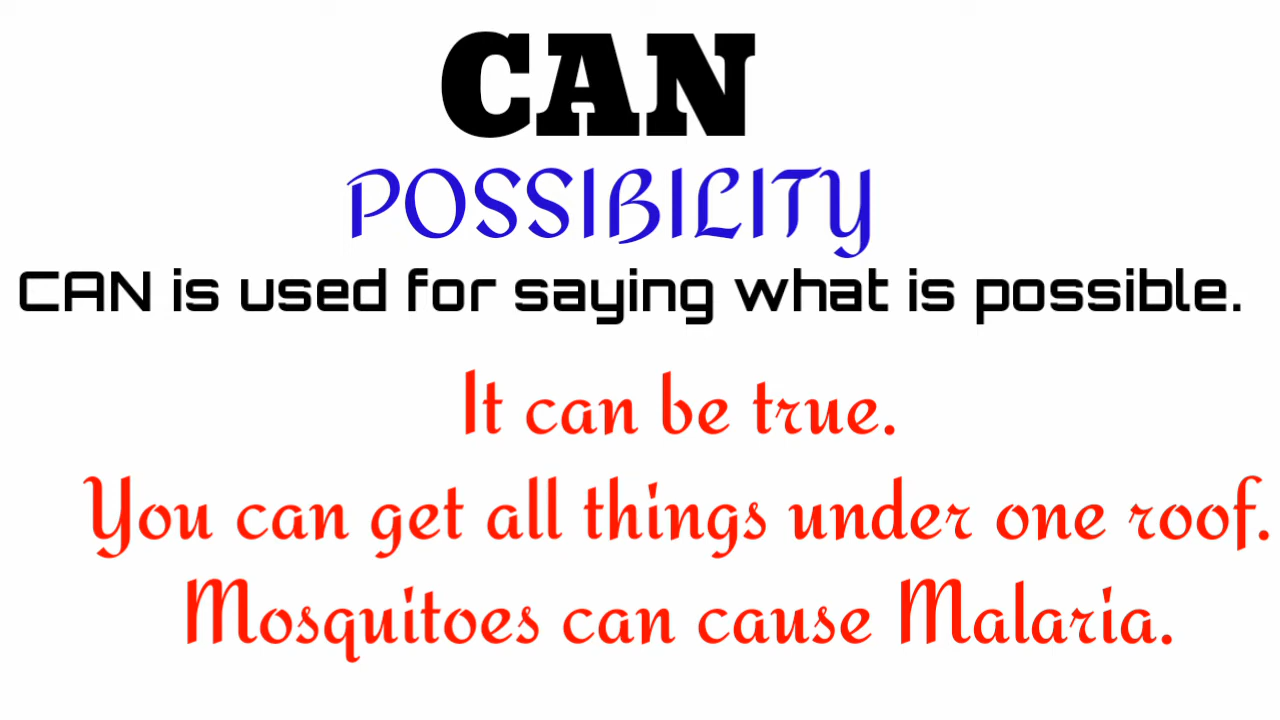 CAN
POSSIBILITY
CAN is used for saying what is possible.
It can be true.
You can get all things under one roof.
Mosquitoes can cause Malaria.